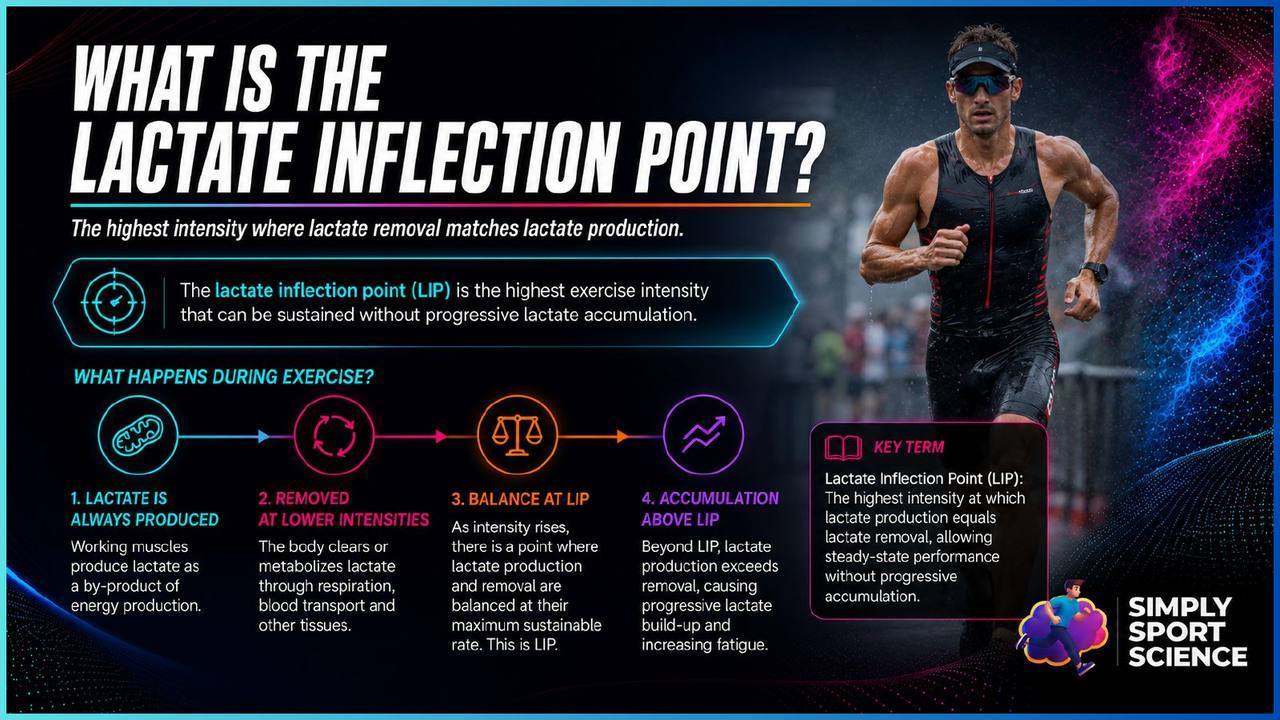 WHAT IS THE
LACTATE INFLECTION POINT?
The highest intensity where lactate removal matches lactate production.
The lactate inflection point (LIP) is the highest exercise intensity
that can be sustained without progressive lactate accumulation.
WHAT HAPPENS DURING EXERCISE?
1. LACTATE IS
ALWAYS PRODUCED
Working muscles
produce lactate as
a by-product of
energy production.
2. REMOVED
AT LOWER INTENSITIES
The body clears or
metabolizes lactate
through respiration,
blood transport and
other tissues.
3. BALANCE AT LIP
As intensity rises,
there is a point where
lactate production
and removal are
balanced at their
maximum sustainable
rate. This is LIP.
4. ACCUMULATION
ABOVE LIP
Beyond LIP, lactate
production exceeds
removal, causing
progressive lactate
build-up and
increasing fatigue.
KEY TERM
Lactate Inflection Point (LIP):
The highest intensity at which
lactate production equals
lactate removal, allowing
steady-state performance
without progressive
accumulation.
SIMPLY
SPORT
SCIENCE